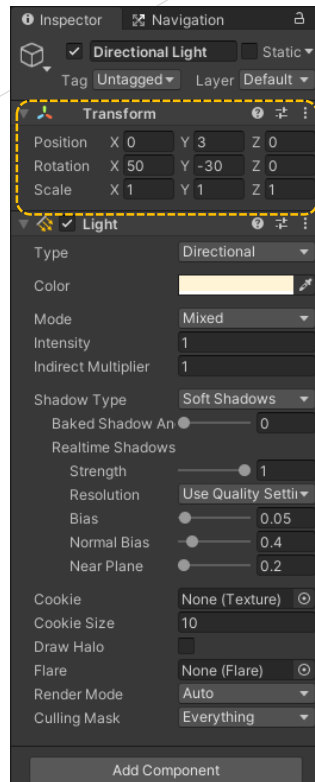 Inspector Navigation
Directional Light Static
Tag Untagged Layer Default
Transform
Position X 0 Y 3 Z 0
Rotation X 50 Y -30 Z 0
Scale X 1 Y 1 Z 1
Light
Type Directional
Color
Mode Mixed
Intensity 1
Indirect Multiplier 1
Shadow Type Soft Shadows
Baked Shadow An 0
Realtime Shadows
Strength 1
Resolution Use Quality Settin
Bias 0.05
Normal Bias 0.4
Near Plane 0.2
Cookie None (Texture)
Cookie Size 10
Draw Halo
Flare None (Flare)
Render Mode Auto
Culling Mask Everything
Add Component